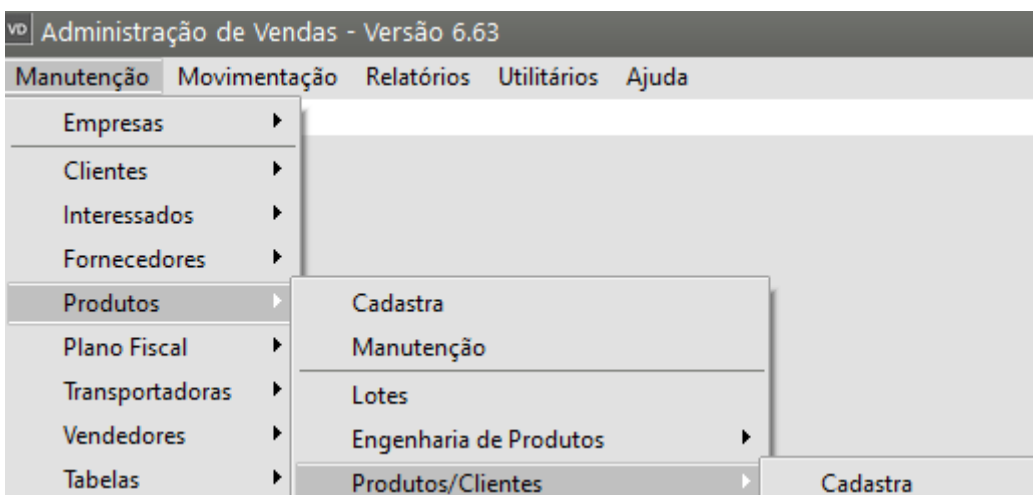 VD Administração de Vendas - Versão 6.63
Manutenção Movimentação Relatórios Utilitários Ajuda
Empresas
Clientes
Interessados
Fornecedores
Produtos
Plano Fiscal
Transportadoras
Vendedores
Tabelas
Cadastra
Manutenção
Lotes
Engenharia de Produtos
Produtos/Clientes
Cadastra